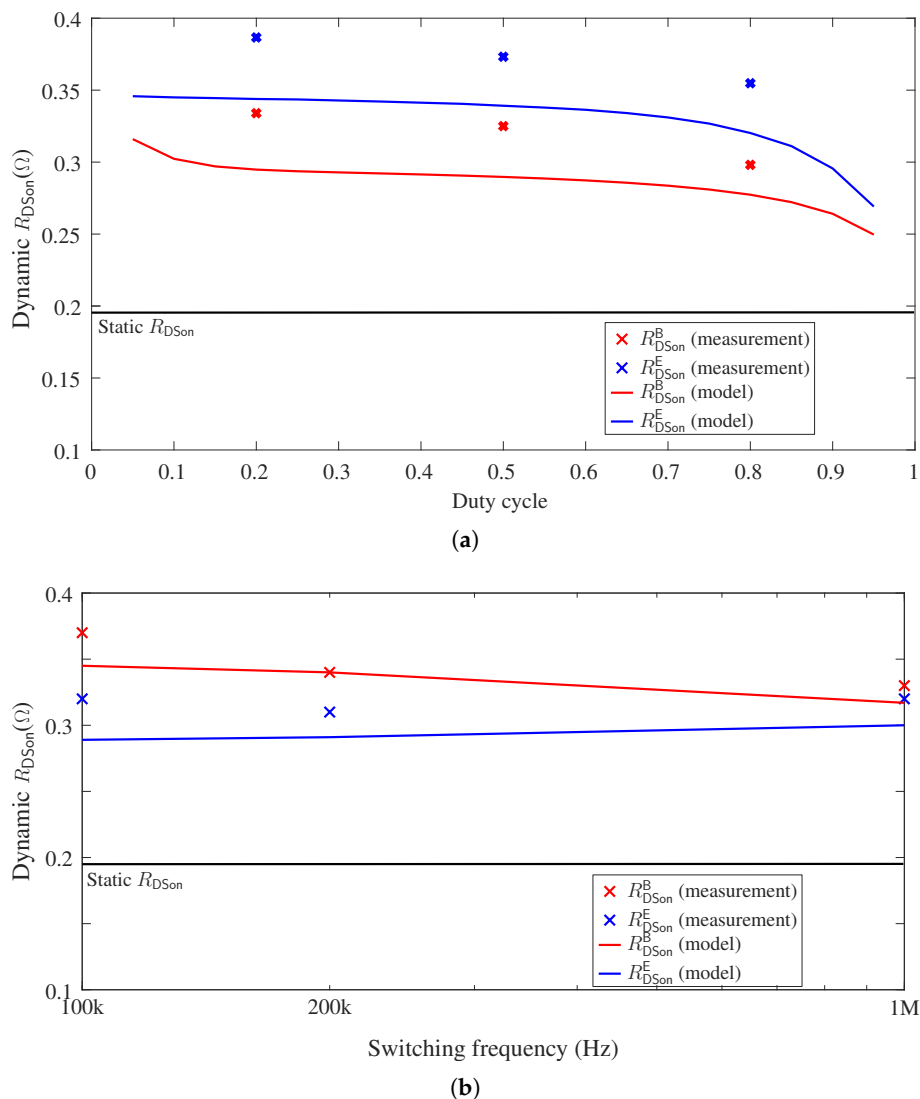 0.4
0.35
0.3
0.25
0.2
0.15
0.1
Dynamic R_DSon(Ω)
Static R_DSon
R^B_DSon (measurement)
R^E_DSon (measurement)
R^B_DSon (model)
R^E_DSon (model)
0 0.1 0.2 0.3 0.4 0.5 0.6 0.7 0.8 0.9 1
Duty cycle
(a)
0.4
0.3
0.2
0.1
Dynamic R_DSon(Ω)
Static R_DSon
R^B_DSon (measurement)
R^E_DSon (measurement)
R^B_DSon (model)
R^E_DSon (model)
100k 200k 1M
Switching frequency (Hz)
(b)